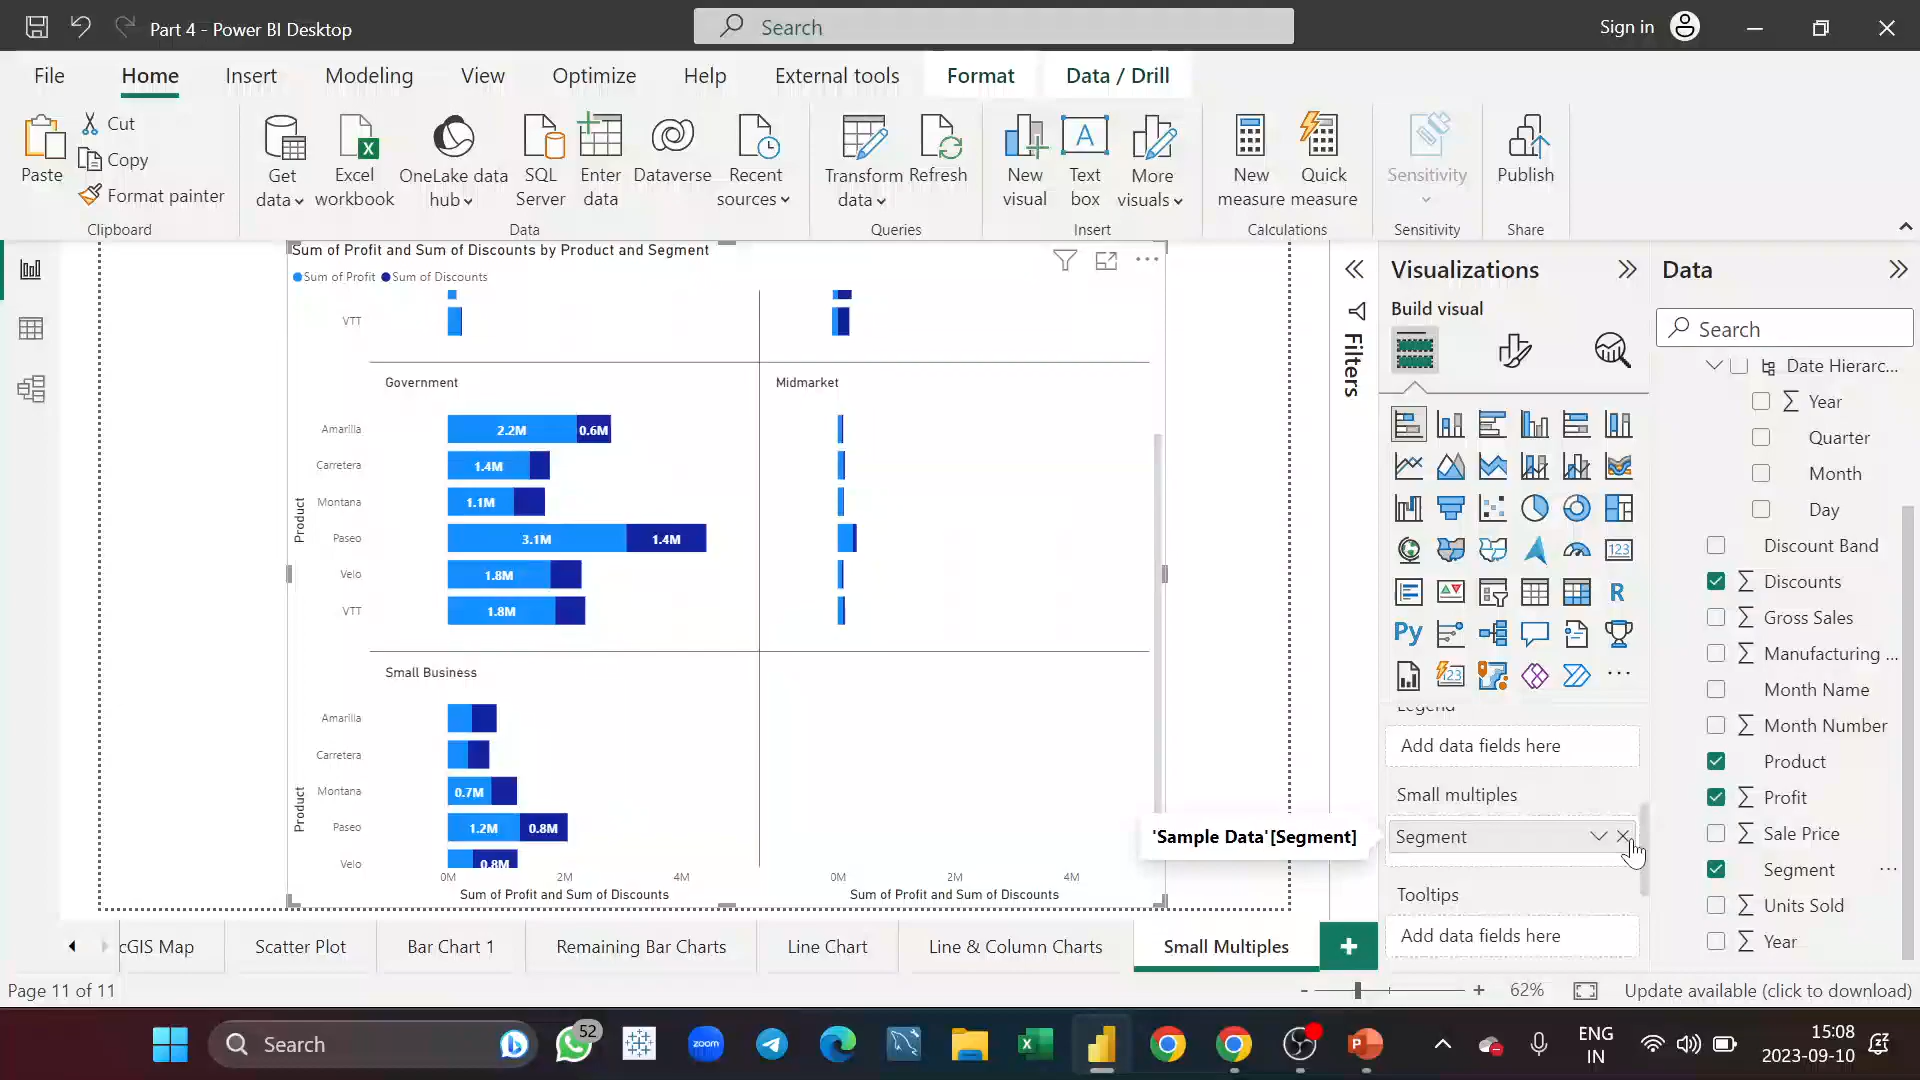 Part 4 - Power BI Desktop
Search
Sign in
File
Home
Insert
Modeling
View
Optimize
Help
External tools
Format
Data / Drill
Paste
Cut
Copy
Format painter
Clipboard
Get data
Excel workbook
OneLake data hub
SQL Server
Enter data
Dataverse
Recent sources
Data
Transform data
Refresh
Queries
New visual
Text box
More visuals
Insert
New measure
Quick measure
Calculations
Sensitivity
Sensitivity
Publish
Share
Sum of Profit and Sum of Discounts by Product and Segment
Sum of Profit
Sum of Discounts
VTT
Government
Midmarket
Product
Amarilla
2.2M
0.6M
Carretera
1.4M
Montana
1.1M
Paseo
3.1M
1.4M
Velo
1.8M
VTT
1.8M
Small Business
Product
Amarilla
Carretera
Montana
0.7M
Paseo
1.2M
0.8M
Velo
0.8M
0M
2M
4M
0M
2M
4M
Sum of Profit and Sum of Discounts
Sum of Profit and Sum of Discounts
Filters
Visualizations
Build visual
123
R
Py
123
Legend
Add data fields here
Small multiples
Segment
'Sample Data'[Segment]
Tooltips
Add data fields here
Data
Search
Date Hierarc...
Year
Quarter
Month
Day
Discount Band
Discounts
Gross Sales
Manufacturing ...
Month Name
Month Number
Product
Profit
Sale Price
Segment
Units Sold
Year
cGIS Map
Scatter Plot
Bar Chart 1
Remaining Bar Charts
Line Chart
Line & Column Charts
Small Multiples
Page 11 of 11
62%
Update available (click to download)
Search
52
zoom
ENG
IN
15:08
2023-09-10